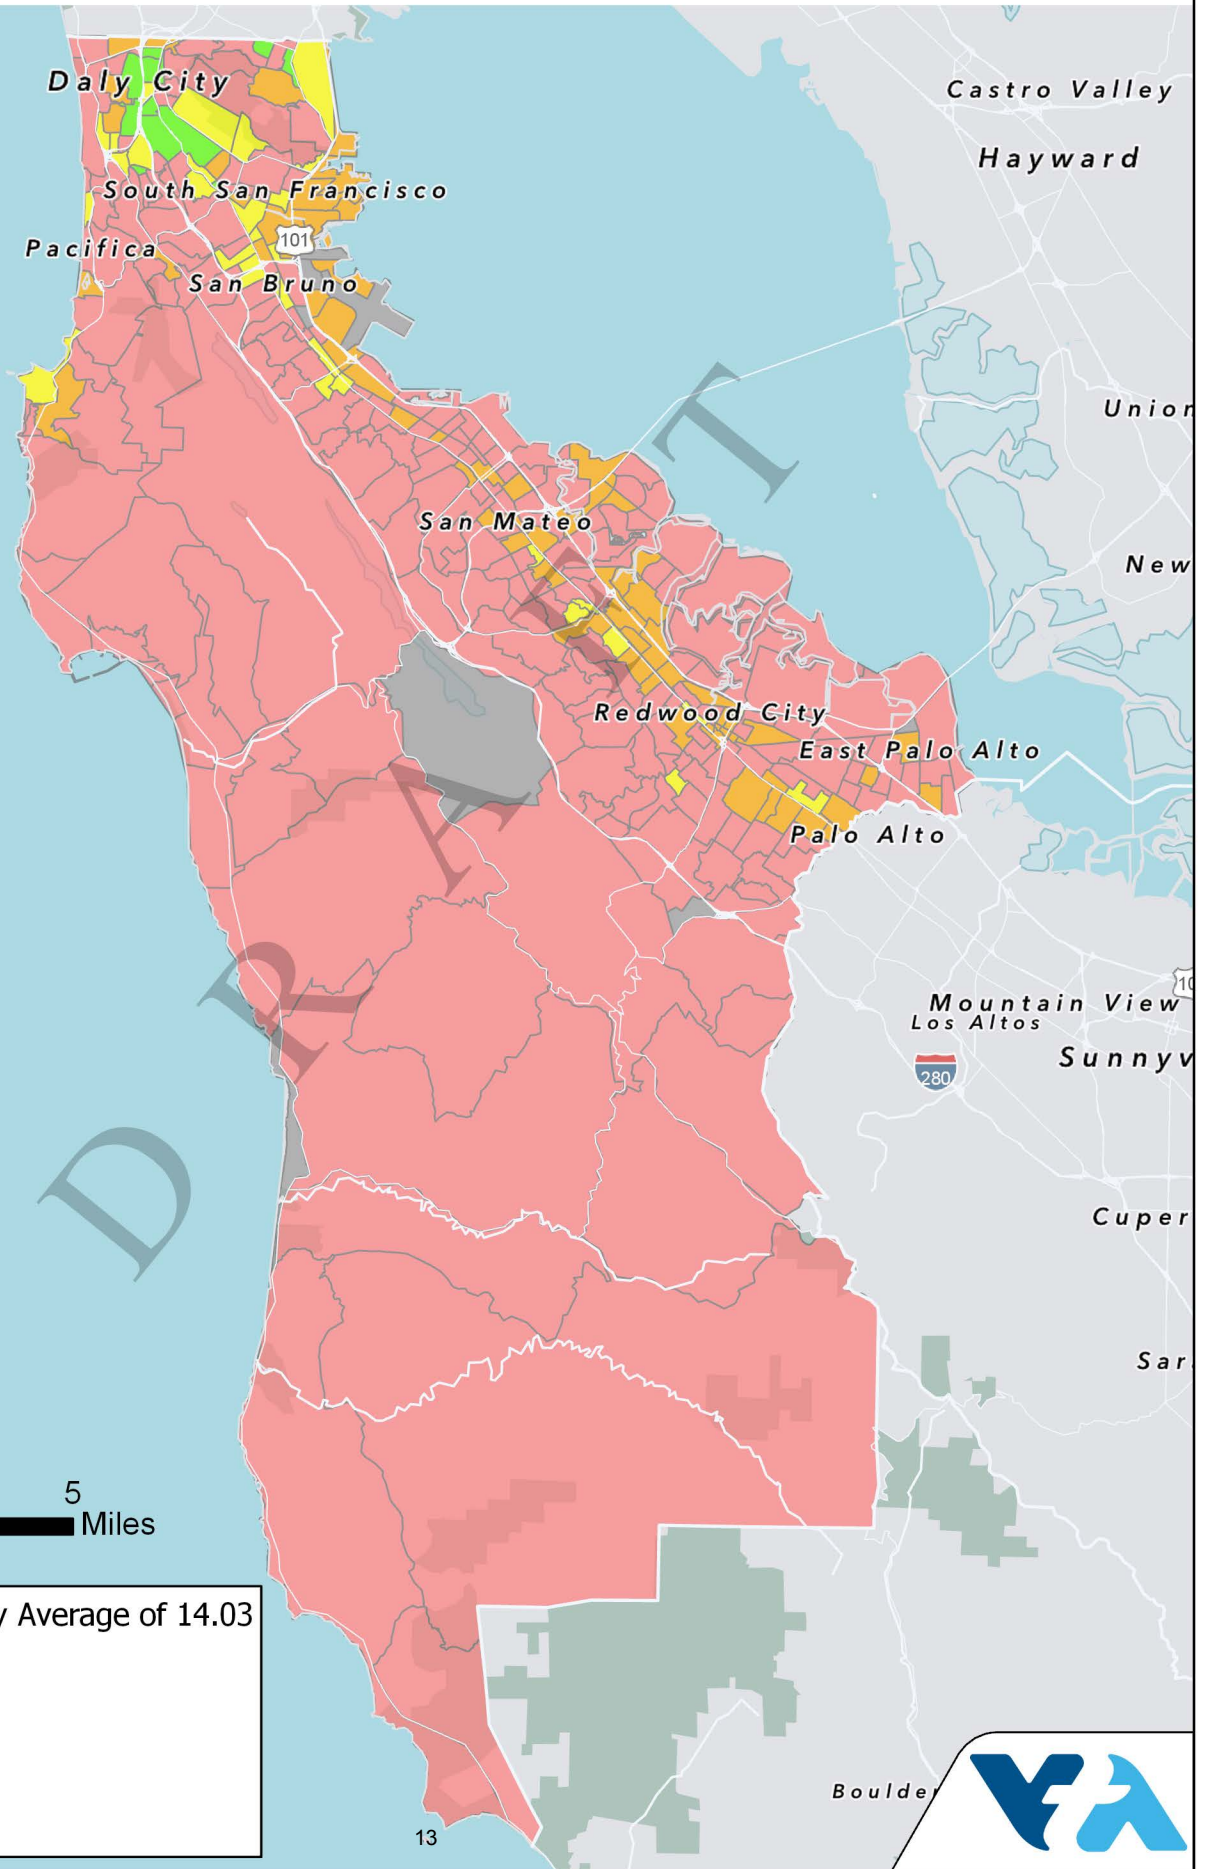 Castro Valley
Daly City
Hayward
South San Francisco
101
Pacifica
San Bruno
Union
San Mateo
New
Redwood City
East Palo Alto
Palo Alto
10
Mountain View
Los Altos
Sunnyv
280
Cuper
Sar
5
Miles
y Average of 14.03
Boulder
13
VTA
DRAFT